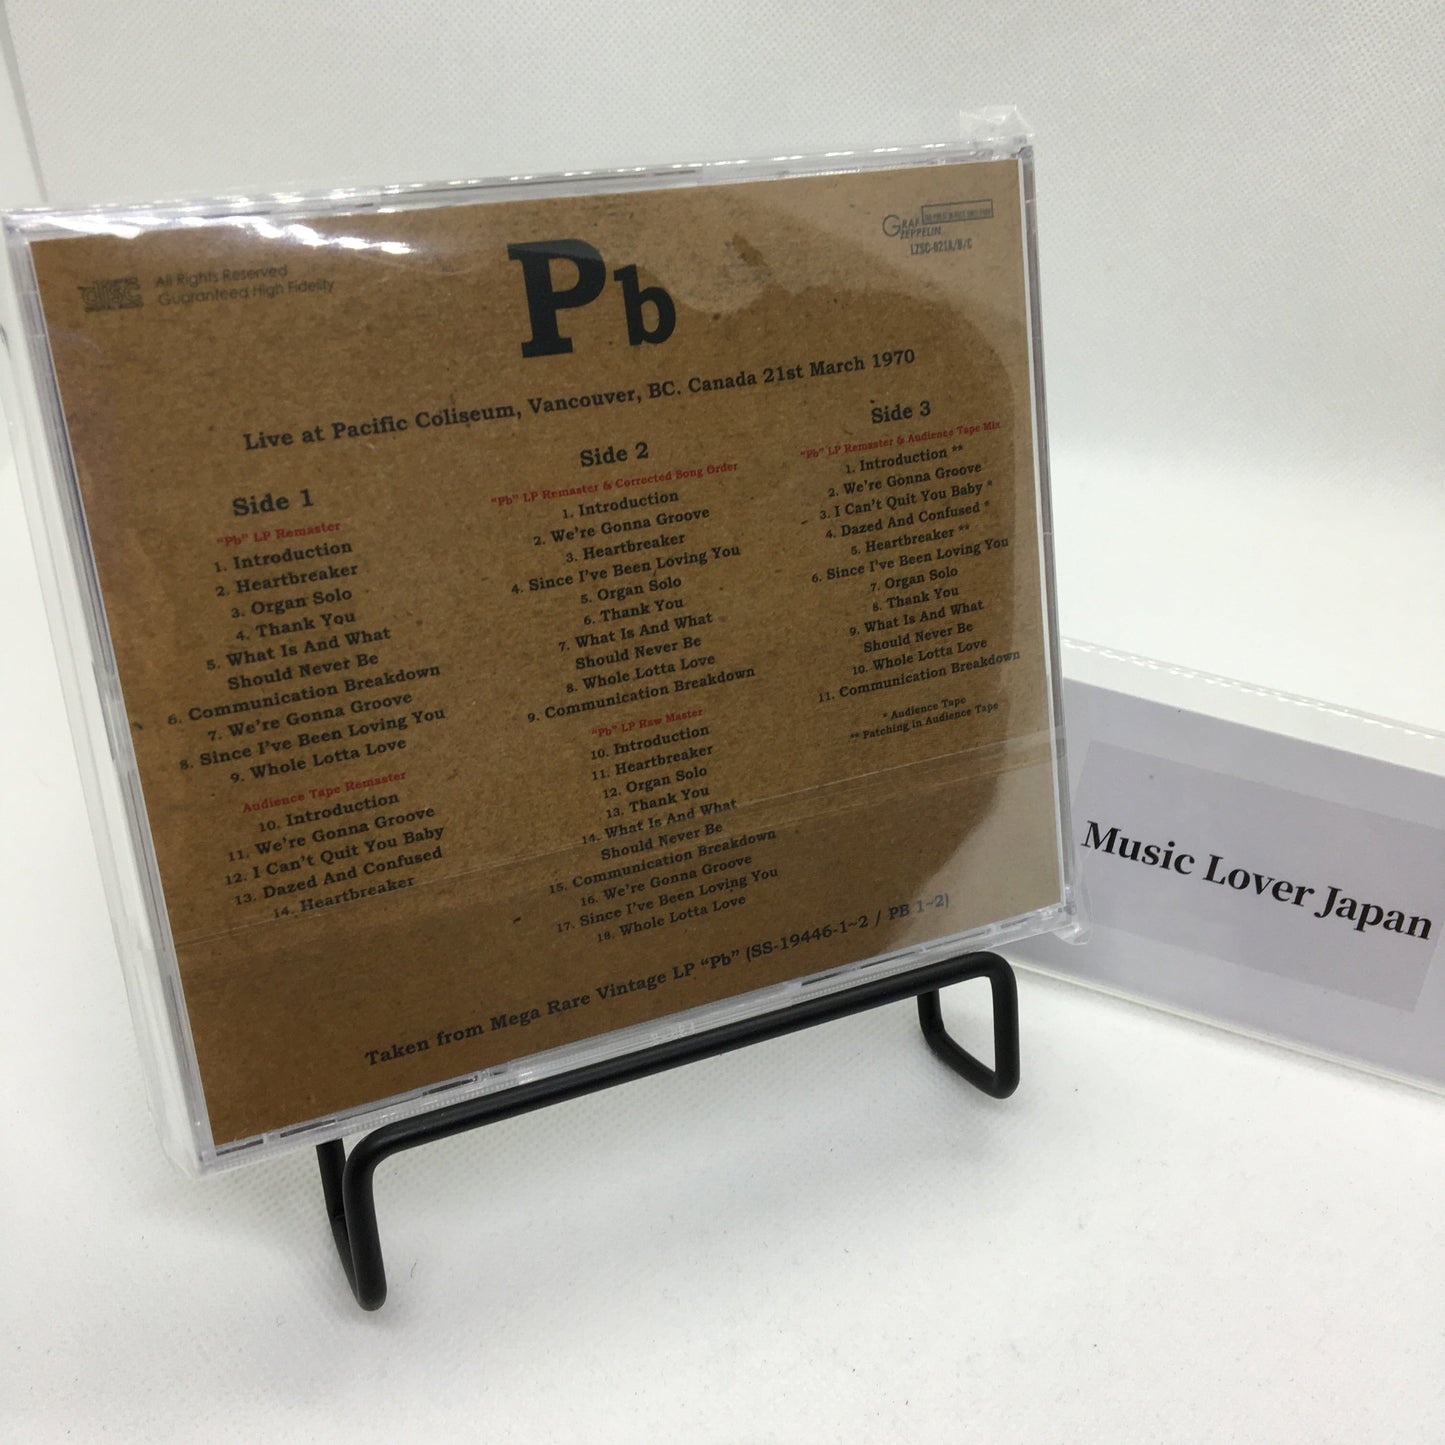 disc
All Rights Reserved
Guaranteed High Fidelity
GRAF
ZEPPELIN
LZSC-021A/B/C
Pb
Live at Pacific Coliseum, Vancouver, BC. Canada 21st March 1970
Side 1
"Pb" LP Remaster
1. Introduction
2. Heartbreaker
3. Organ Solo
4. Thank You
5. What Is And What
Should Never Be
6. Communication Breakdown
7. We're Gonna Groove
8. Since I've Been Loving You
9. Whole Lotta Love
Audience Tape Remaster
10. Introduction
11. We're Gonna Groove
12. I Can't Quit You Baby
13. Dazed And Confused
14. Heartbreaker
Side 2
"Pb" LP Remaster & Corrected Song Order
1. Introduction
2. We're Gonna Groove
3. Heartbreaker
4. Since I've Been Loving You
5. Organ Solo
6. Thank You
7. What Is And What
Should Never Be
8. Whole Lotta Love
9. Communication Breakdown
"Pb" LP Raw Master
10. Introduction
11. Heartbreaker
12. Organ Solo
13. Thank You
14. What Is And What
Should Never Be
15. Communication Breakdown
16. We're Gonna Groove
17. Since I've Been Loving You
18. Whole Lotta Love
Side 3
"Pb" LP Remaster & Audience Tape Mix
1. Introduction **
2. We're Gonna Groove
3. I Can't Quit You Baby *
4. Dazed And Confused *
5. Heartbreaker **
6. Since I've Been Loving You
7. Organ Solo
8. Thank You
9. What Is And What
Should Never Be
10. Whole Lotta Love
11. Communication Breakdown
* Audience Tape
** Patching in Audience Tape
Taken from Mega Rare Vintage LP "Pb" (SS-19446-1~2 / PB 1~2)
Music Lover Japan